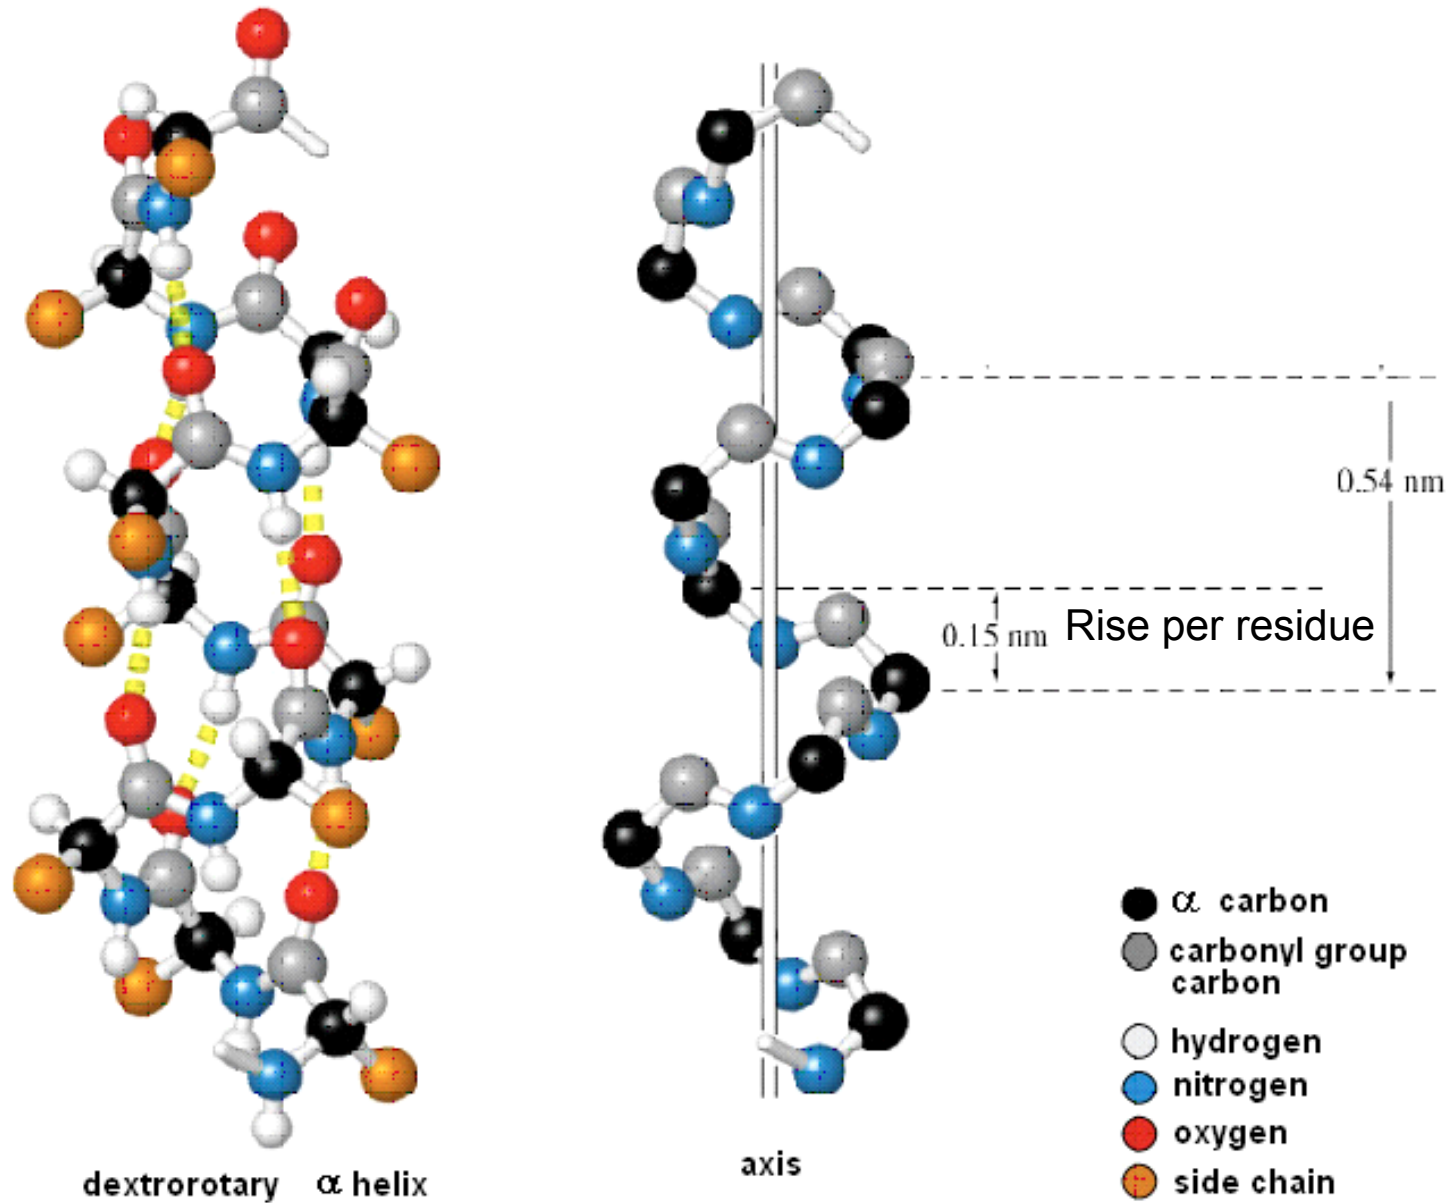 0.54 nm
0.15 nm Rise per residue
α carbon
carbonyl group
carbon
hydrogen
nitrogen
oxygen
side chain
axis
dextrorotary α helix